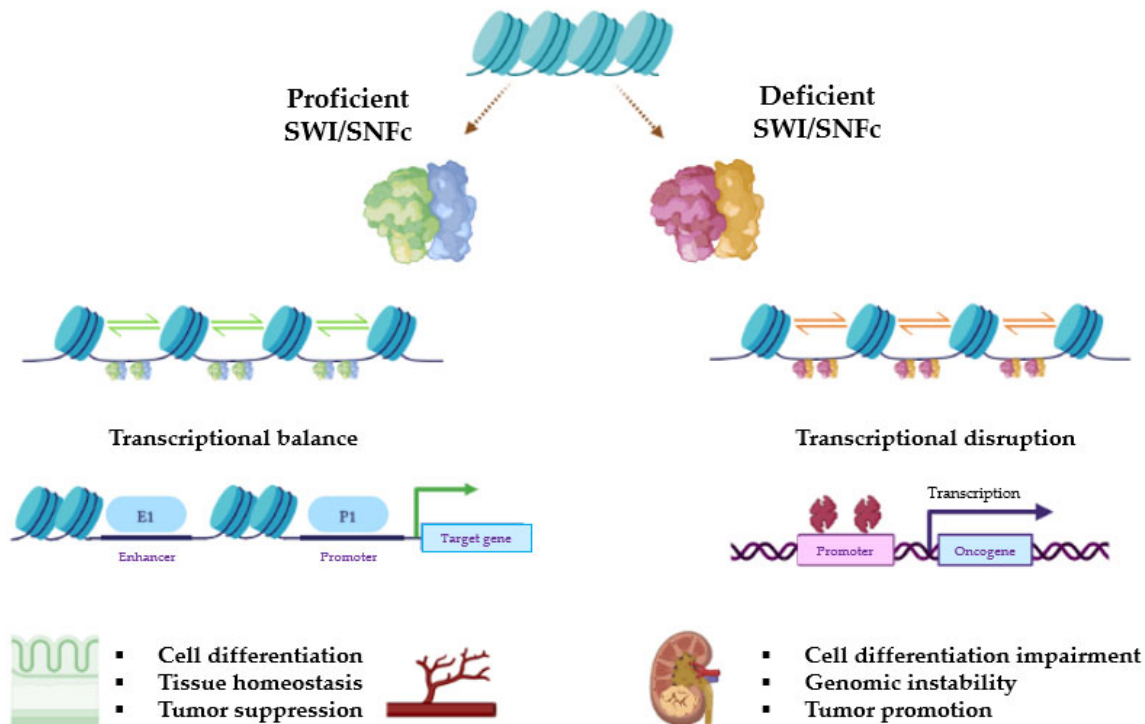 Proficient
SWI/SNFc
Deficient
SWI/SNFc
Transcriptional balance
Transcriptional disruption
E1
P1
Enhancer
Promoter
Target gene
Transcription
Promoter
Oncogene
▪ Cell differentiation
▪ Tissue homeostasis
▪ Tumor suppression
▪ Cell differentiation impairment
▪ Genomic instability
▪ Tumor promotion